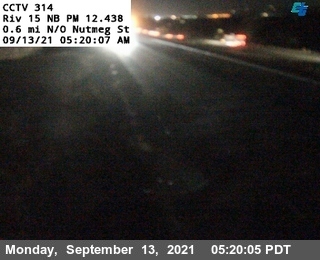 CCTV 314
Riv 15 NB PM 12.438
0.6 mi N/O Nutmeg St
09/13/21 05:20:07 AM
Monday, September 13, 2021 05:20:05 PDT